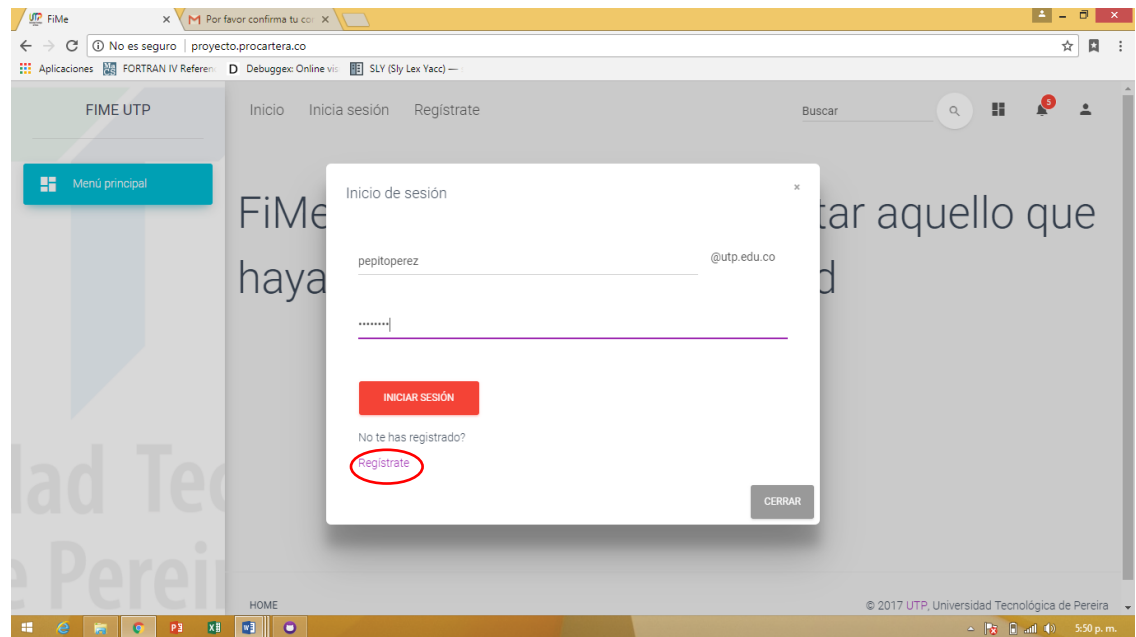 FiMe
Por favor confirma tu co
No es seguro | proyecto.procartera.co
Aplicaciones FORTRAN IV Referen D Debuggex: Online vis SLY (Sly Lex Yacc) —
FIME UTP
Inicio Inicia sesión Regístrate
Buscar
5
Menú principal
Inicio de sesión ×
FiMe tar aquello que
haya d
pepitoperez @utp.edu.co
••••••••
INICIAR SESIÓN
No te has registrado?
Regístrate
CERRAR
dad Tec
e Perei
HOME © 2017 UTP, Universidad Tecnológica de Pereira
5:50 p. m.